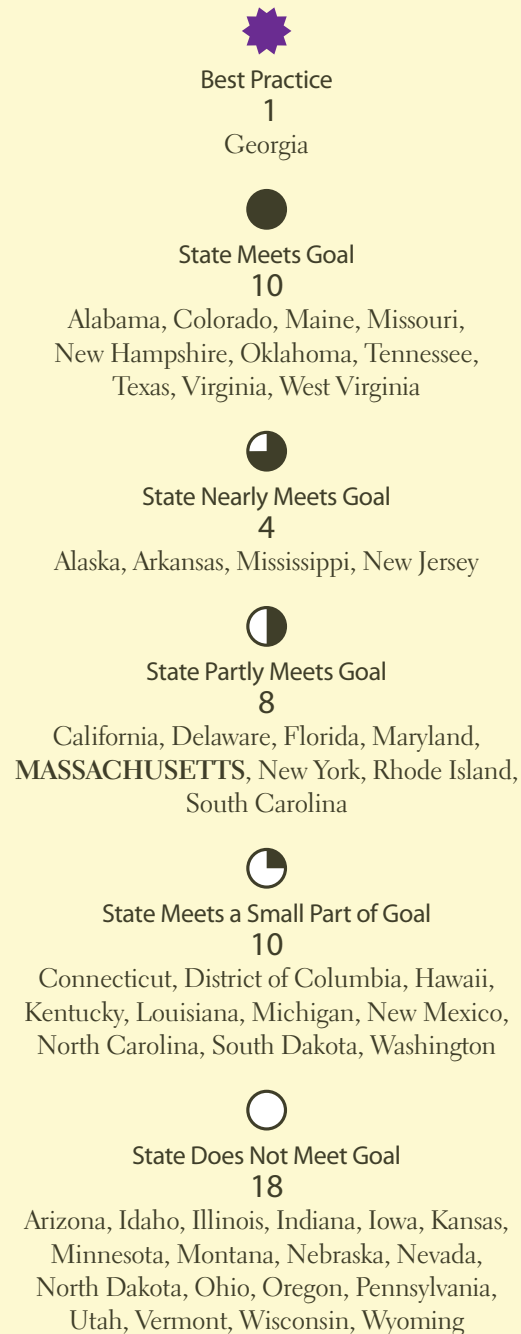 Best Practice
1
Georgia
State Meets Goal
10
Alabama, Colorado, Maine, Missouri,
New Hampshire, Oklahoma, Tennessee,
Texas, Virginia, West Virginia
State Nearly Meets Goal
4
Alaska, Arkansas, Mississippi, New Jersey
State Partly Meets Goal
8
California, Delaware, Florida, Maryland,
MASSACHUSETTS, New York, Rhode Island,
South Carolina
State Meets a Small Part of Goal
10
Connecticut, District of Columbia, Hawaii,
Kentucky, Louisiana, Michigan, New Mexico,
North Carolina, South Dakota, Washington
State Does Not Meet Goal
18
Arizona, Idaho, Illinois, Indiana, Iowa, Kansas,
Minnesota, Montana, Nebraska, Nevada,
North Dakota, Ohio, Oregon, Pennsylvania,
Utah, Vermont, Wisconsin, Wyoming